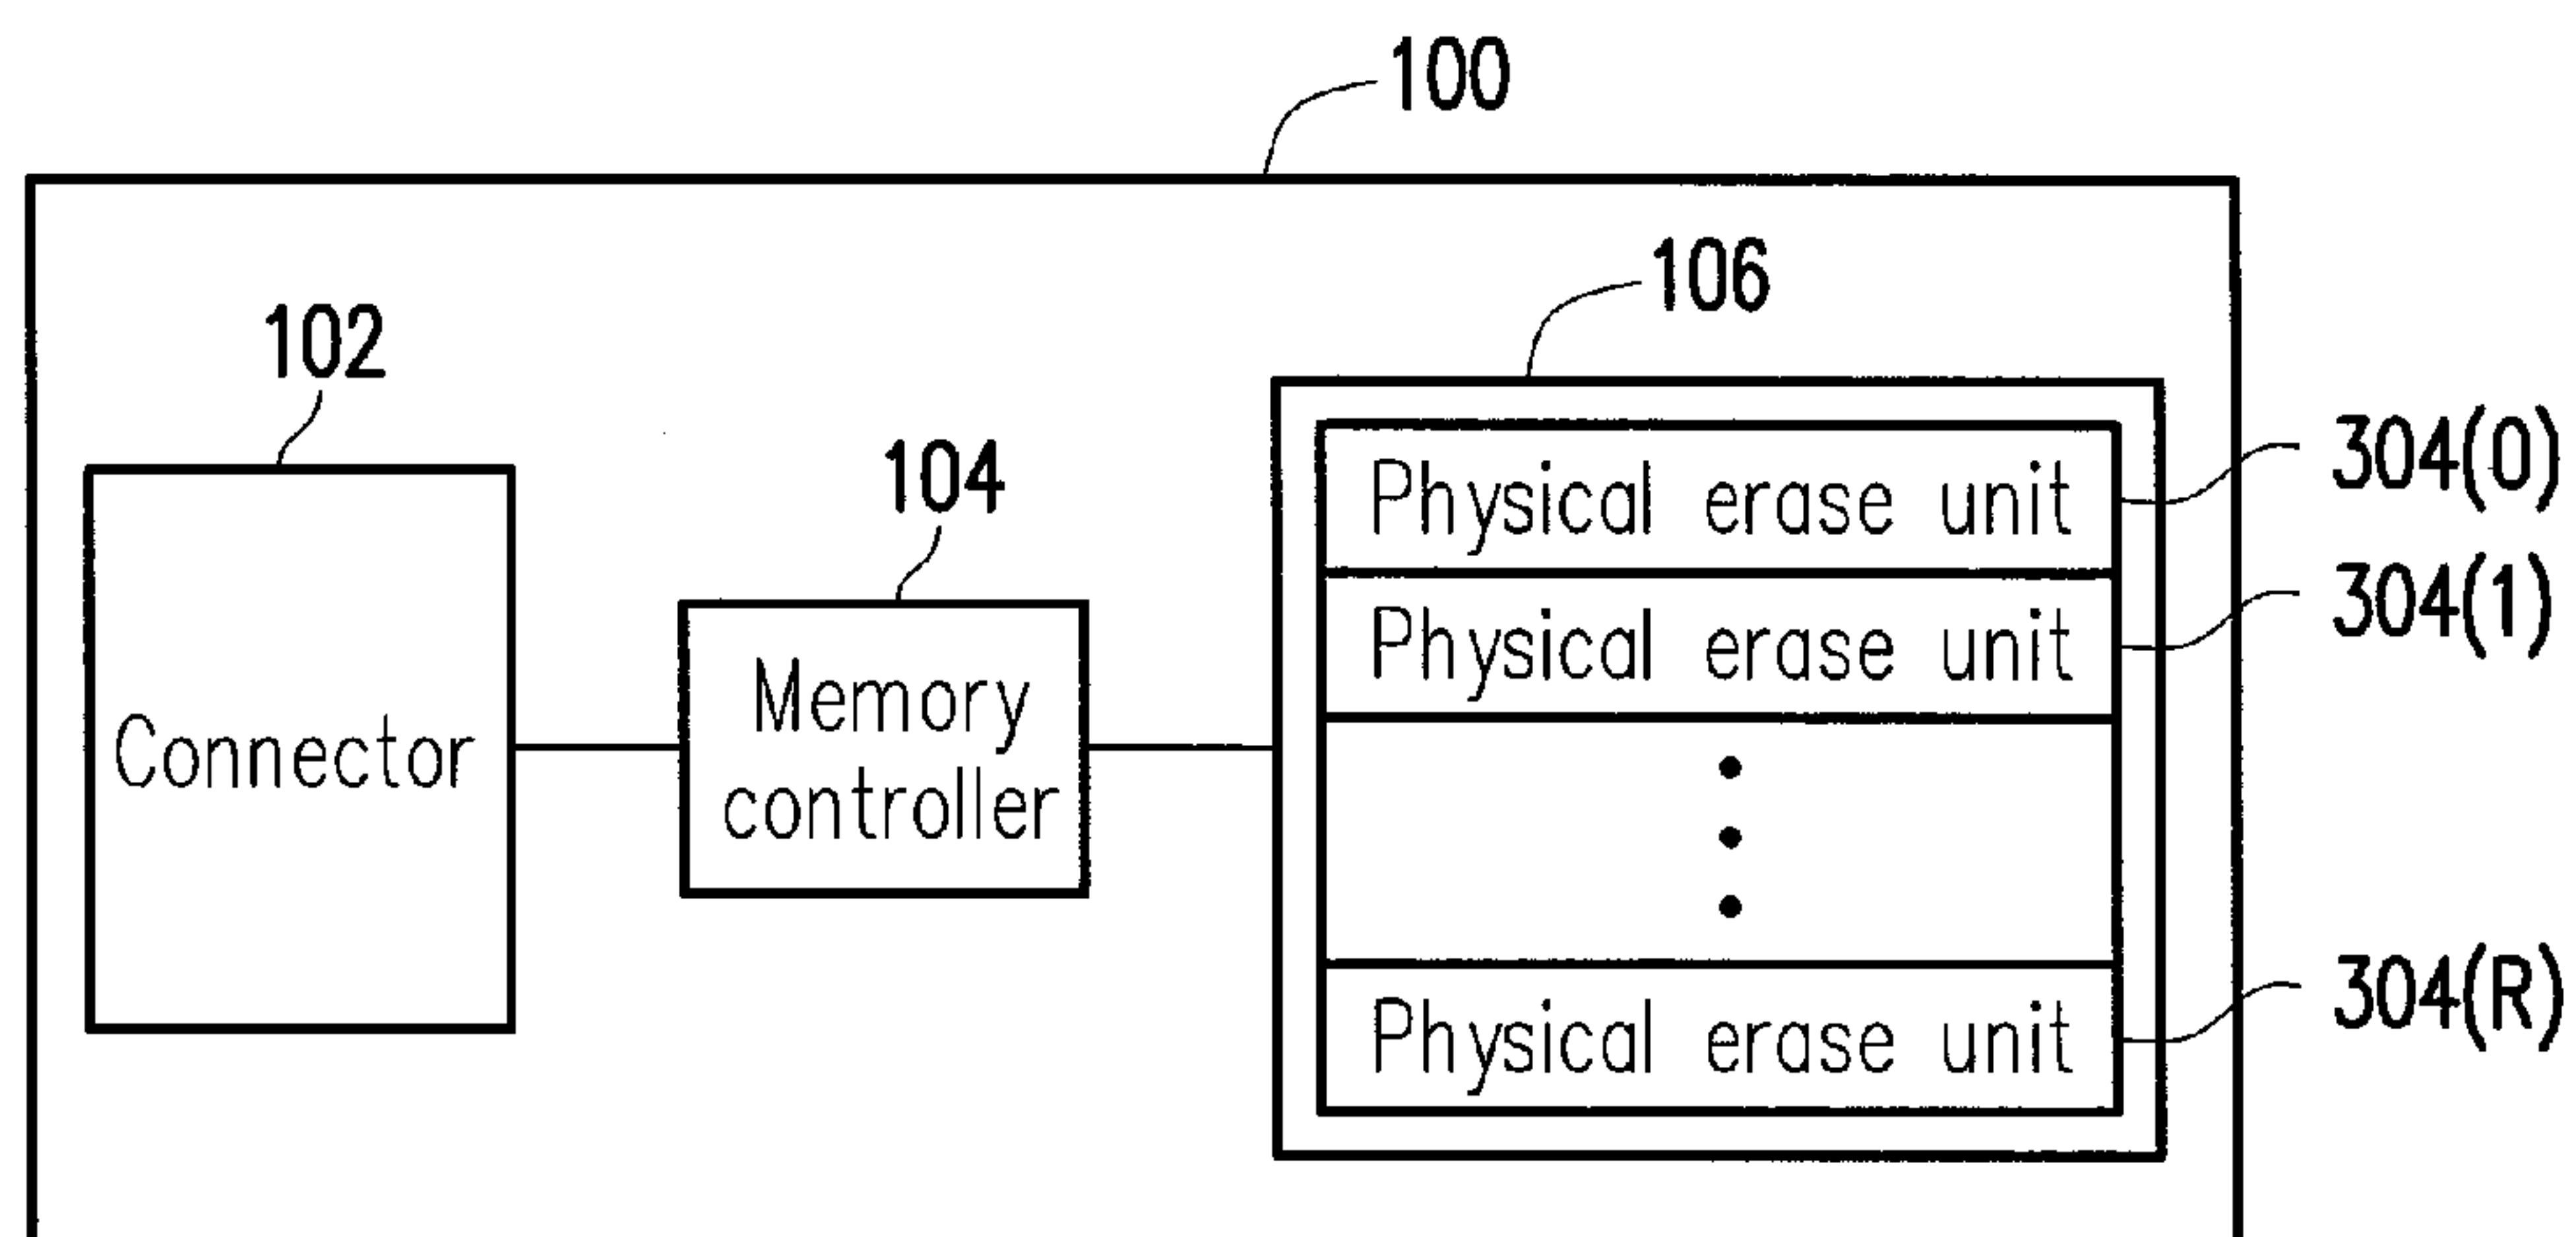 100
106
102
304(0)
104
Physical erase unit
304(1)
Physical erase unit
Memory
controller
Connector
304(R)
Physical erase unit